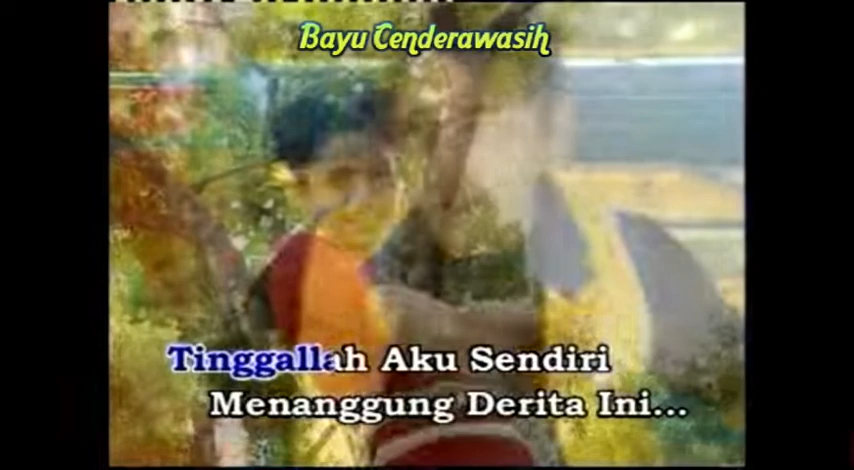 Bayu Cenderawasih
Tinggallah Aku Sendiri
Menanggung Derita Ini...